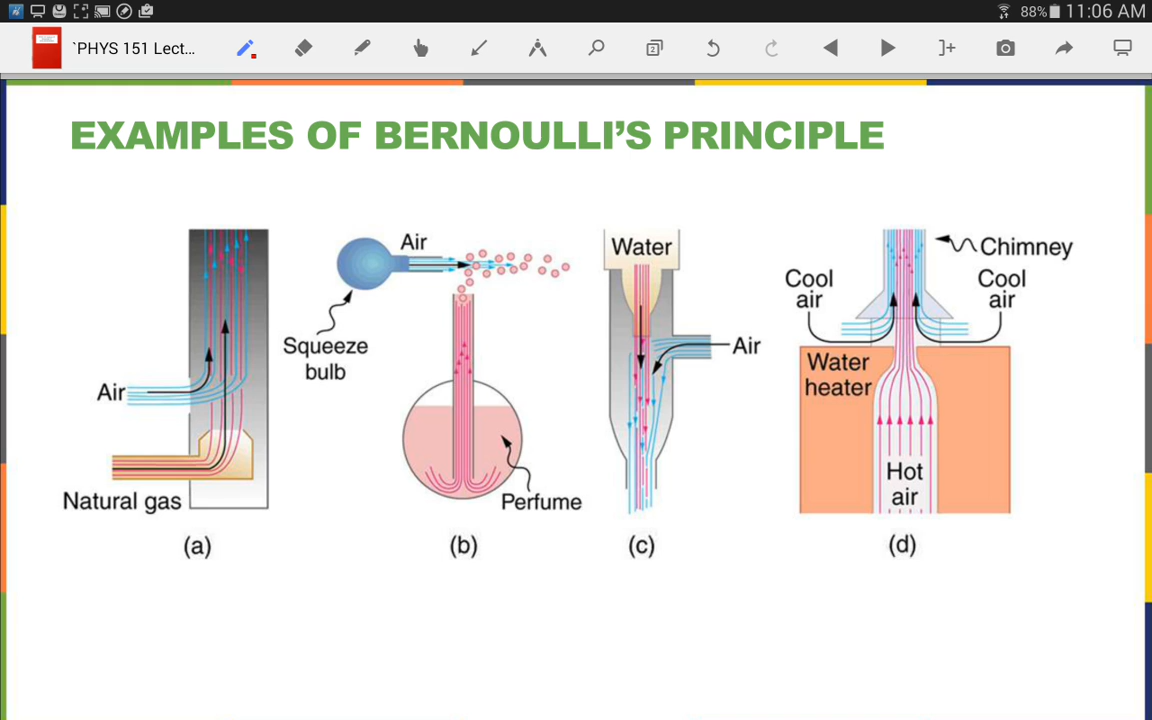 88% 11:06 AM
`PHYS 151 Lect...
2
EXAMPLES OF BERNOULLI'S PRINCIPLE
Air
Natural gas
(a)
Air
Squeeze
bulb
Perfume
(b)
Water
Air
(c)
Chimney
Cool
air
Cool
air
Water
heater
Hot
air
(d)